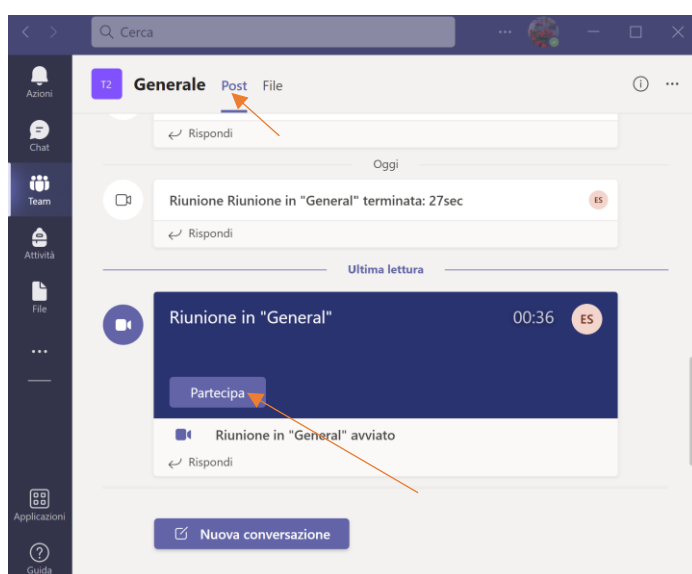 Cerca
Azioni
Chat
Team
Attività
File
Applicazioni
Guida
T2 Generale Post File
Rispondi
Oggi
Riunione Riunione in "General" terminata: 27sec ES
Rispondi
Ultima lettura
Riunione in "General" 00:36 ES
Partecipa
Riunione in "General" avviato
Rispondi
Nuova conversazione